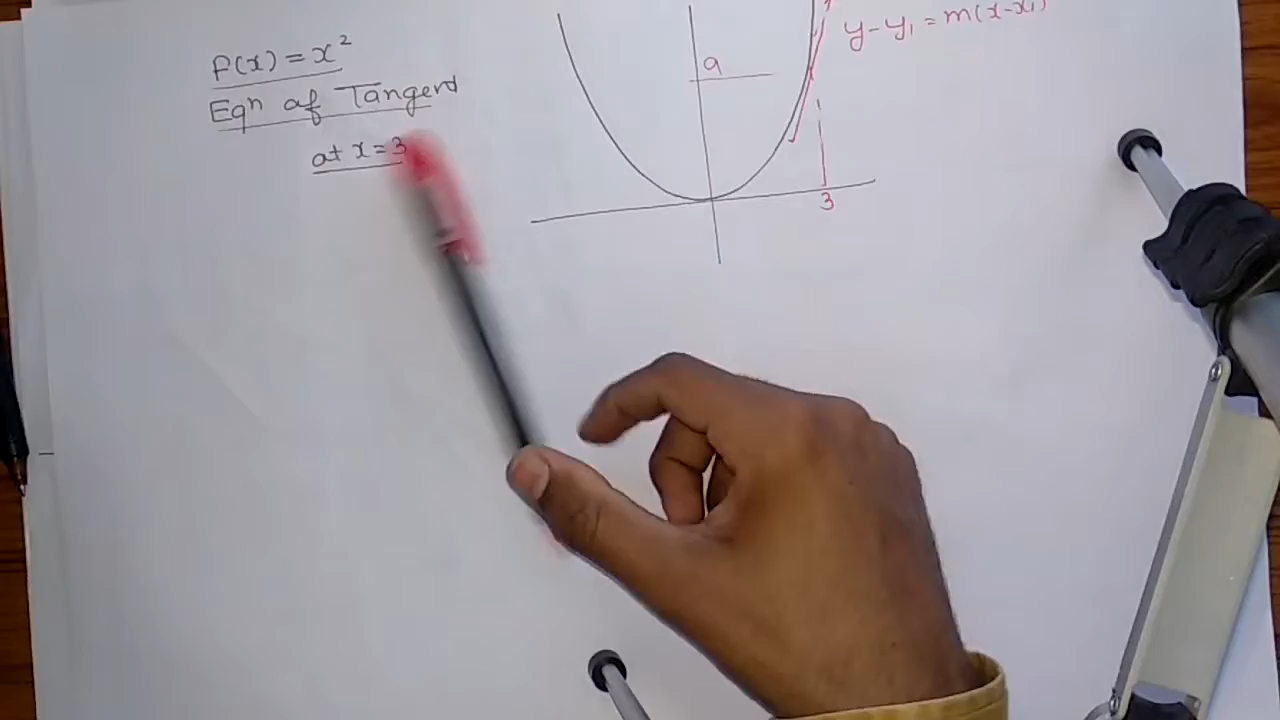 f(x) = x²
Eqn of Tangent
at x = 3
9
3
y - y₁ = m(x - x₁)